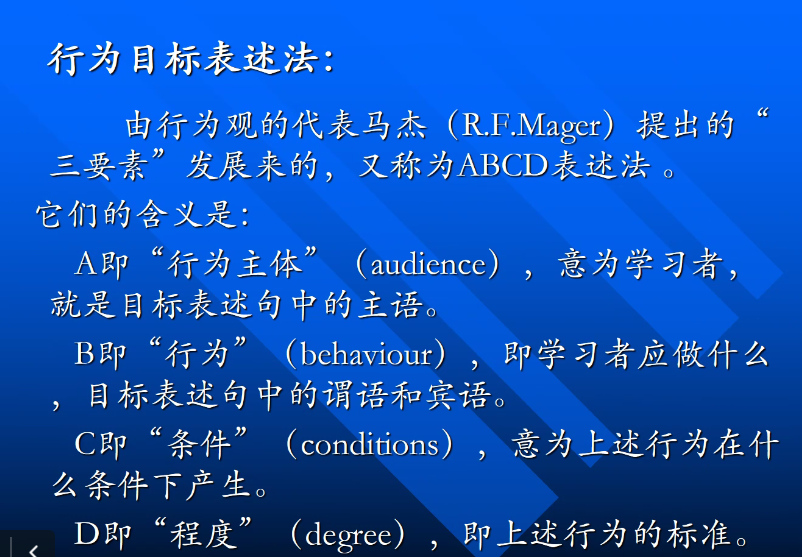 行为目标表述法：
由行为观的代表马杰（R.F.Mager）提出的“
三要素”发展来的，又称为ABCD表述法 。
它们的含义是：
A即“行为主体”（audience），意为学习者，
就是目标表述句中的主语。
B即“行为”（behaviour），即学习者应做什么
，目标表述句中的谓语和宾语。
C即“条件”（conditions），意为上述行为在什
么条件下产生。
D即“程度”（degree），即上述行为的标准。